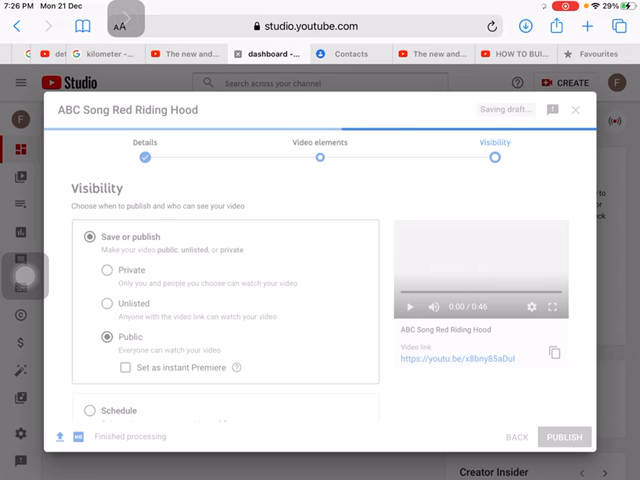 7:26 PM Mon 21 Dec
29%
AA
studio.youtube.com
kilometer -...
The new and...
dashboard -...
Contacts
The new and...
HOW TO BUI...
Favourites
Studio
Search across your channel
CREATE
F
F
ABC Song Red Riding Hood
Saving draft...
Details
Video elements
Visibility
Visibility
Choose when to publish and who can see your video
Save or publish
Make your video public, unlisted, or private
Private
Only you and people you choose can watch your video
Unlisted
Anyone with the video link can watch your video
Public
Everyone can watch your video
Set as instant Premiere
Schedule
0:00 / 0:46
ABC Song Red Riding Hood
Video link
Finished processing
BACK
PUBLISH
Creator Insider